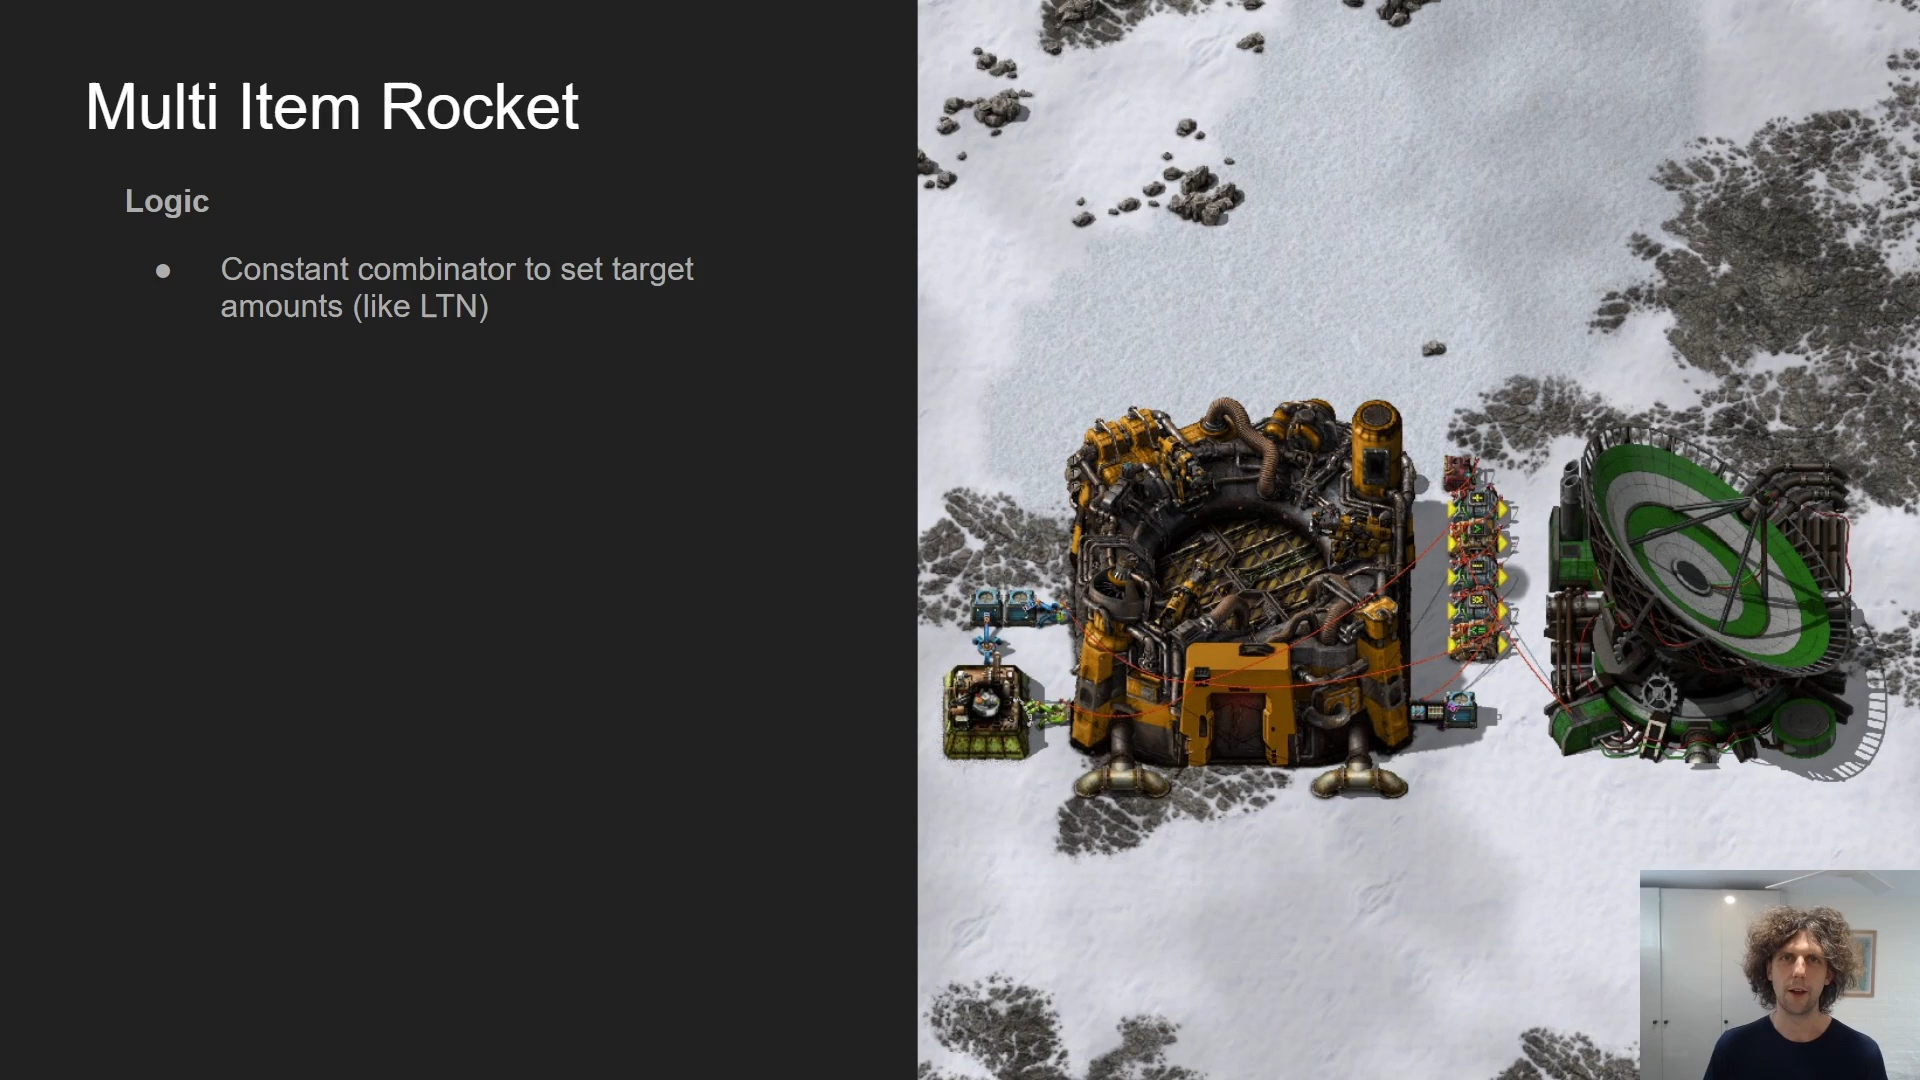 Multi Item Rocket
Logic
● Constant combinator to set target
amounts (like LTN)